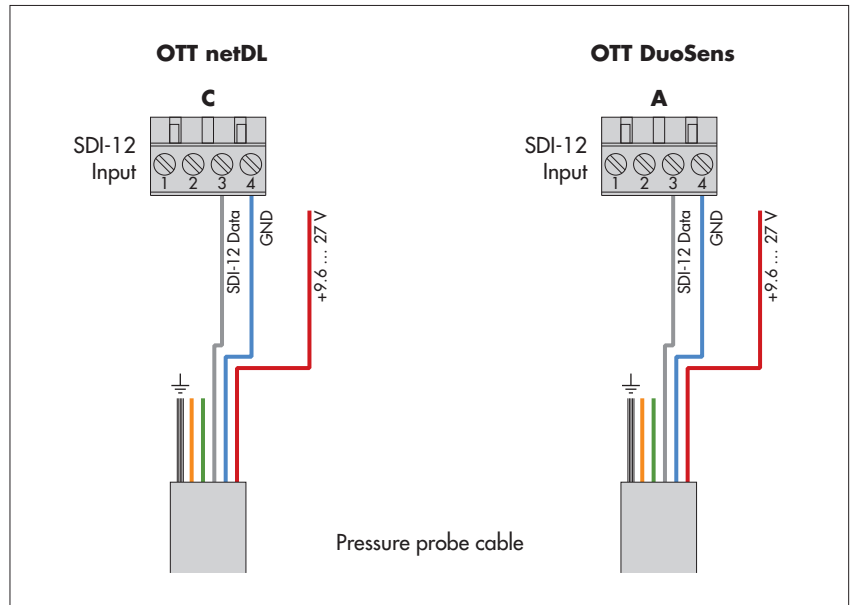 OTT netDL
C
SDI-12
Input
1 2 3 4
SDI-12 Data
GND
+9.6 ... 27 V
OTT DuoSens
A
SDI-12
Input
1 2 3 4
SDI-12 Data
GND
+9.6 ... 27 V
Pressure probe cable